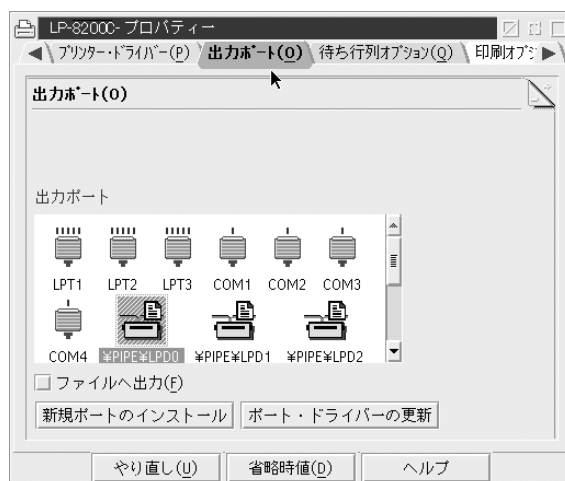 LP-8200C- プロパティー
プリンター・ドライバー(P) 出力ポート(O) 待ち行列オプション(Q) 印刷オプシ
出力ポート(O)
出力ポート
LPT1 LPT2 LPT3 COM1 COM2 COM3
COM4 ¥PIPE¥LPD0 ¥PIPE¥LPD1 ¥PIPE¥LPD2
ファイルへ出力(F)
新規ポートのインストール ポート・ドライバーの更新
やり直し(U) 省略時値(D) ヘルプ